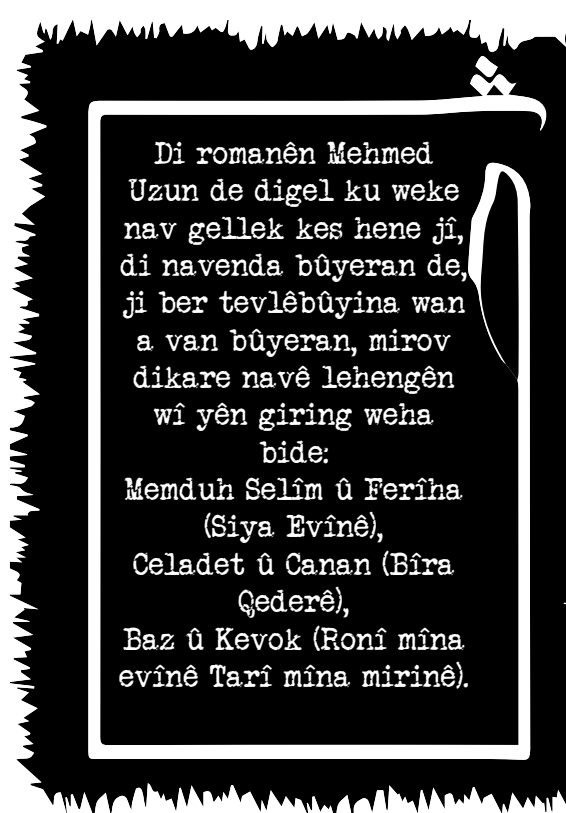 Di romanên Mehmed
Uzun de digel ku weke
nav gellek kes hene jî,
di navenda bûyeran de,
ji ber tevlêbûyina wan
a van bûyeran, mirov
dikare navê lehengên
wî yên giring weha
bide:
Memduh Selîm û Ferîha
(Siya Evînê),
Celadet û Canan (Bîra
Qederê),
Baz û Kevok (Ronî mîna
evînê Tarî mîna mirinê).